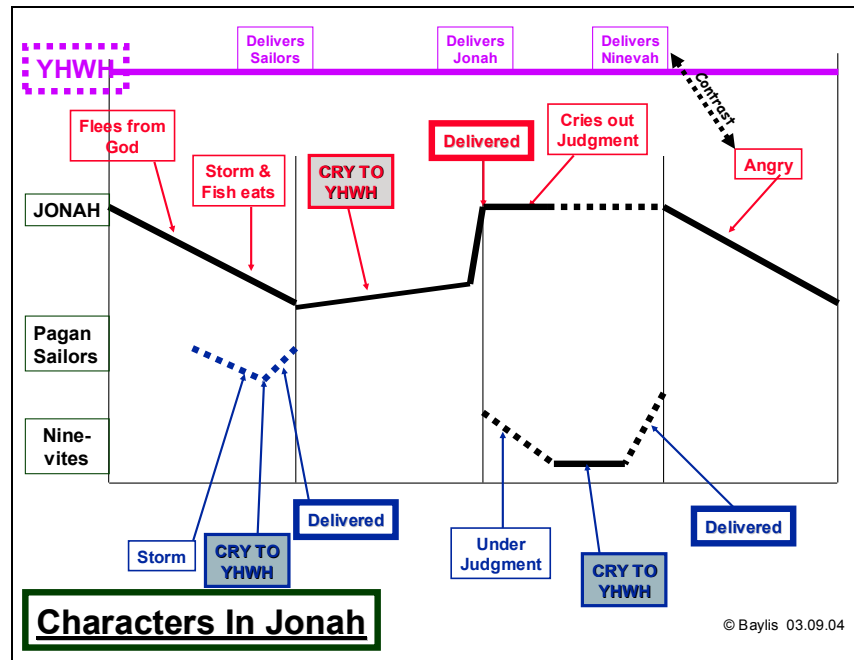 Delivers
Sailors
Delivers
Jonah
Delivers
Ninevah
YHWH
Contrast
Flees from
God
Storm &
Fish eats
CRY TO
YHWH
Delivered
Cries out
Judgment
Angry
JONAH
Pagan
Sailors
Nine-
vites
Storm
CRY TO
YHWH
Delivered
Under
Judgment
CRY TO
YHWH
Delivered
Characters In Jonah
© Baylis 03.09.04